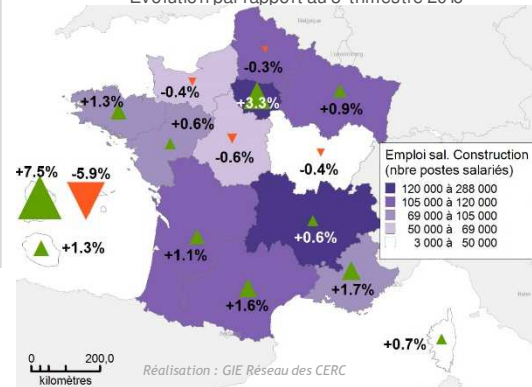 Evolution par rapport au 3
Belgique
Luxembourg
-0.3%
+1.3%
-0.4%
+3.3%
+0.9%
+0.6%
-0.6%
-0.4%
+7.5% -5.9%
+1.3%
Emploi sal. Construction
(nbre postes salariés)
120 000 à 288 000
105 000 à 120 000
69 000 à 105 000
50 000 à 69 000
3 000 à 50 000
+0.6%
+1.1%
+1.6%
+1.7%
+0.7%
0 200,0
kilomètres
Réalisation : GIE Réseau des CERC